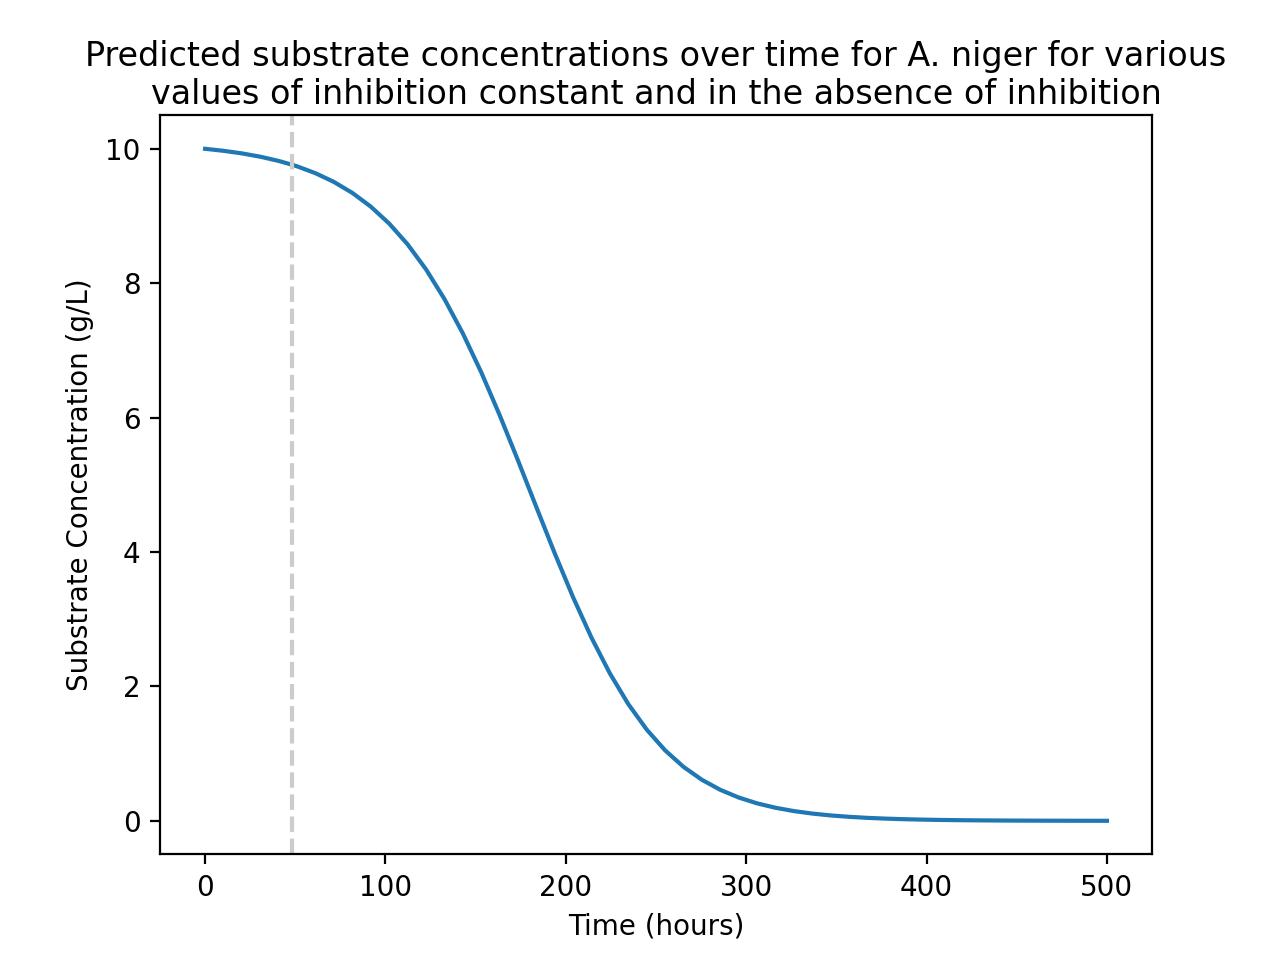 Predicted substrate concentrations over time for A. niger for various
values of inhibition constant and in the absence of inhibition
10
8
6
4
2
0
Substrate Concentration (g/L)
0 100 200 300 400 500
Time (hours)